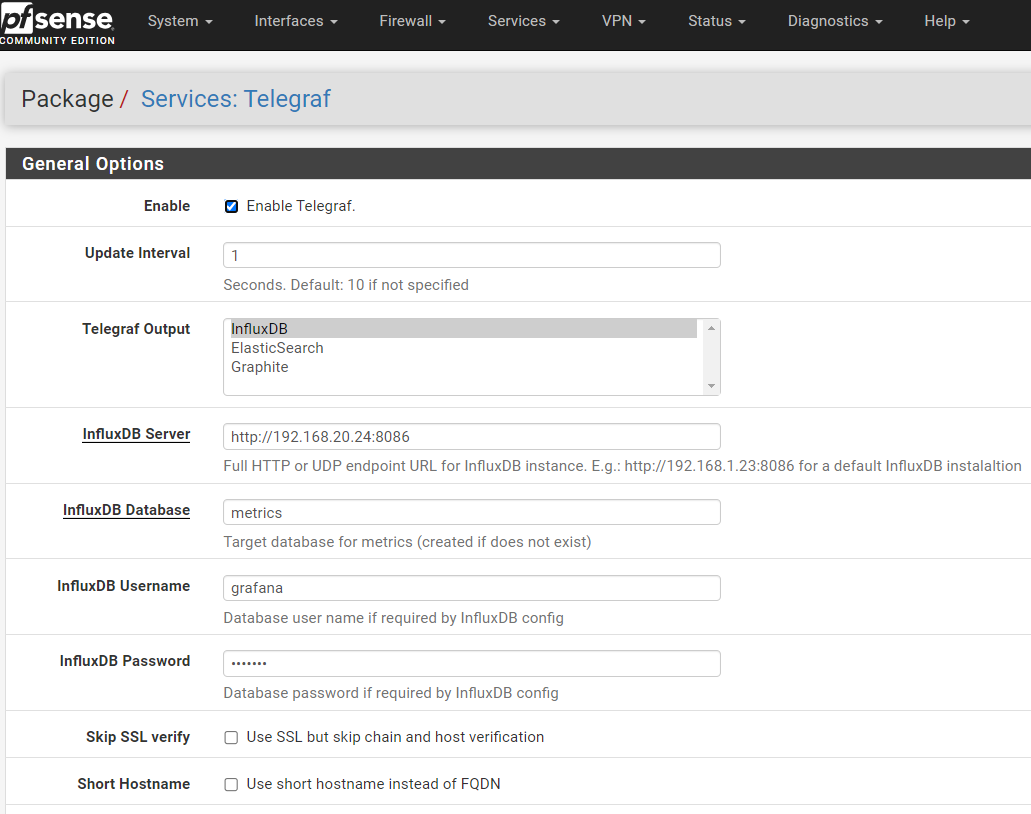 pfsense
COMMUNITY EDITION
System Interfaces Firewall Services VPN Status Diagnostics Help
Package / Services: Telegraf
General Options
Enable Enable Telegraf.
Update Interval 1
Seconds. Default: 10 if not specified
Telegraf Output InfluxDB
ElasticSearch
Graphite
InfluxDB Server http://192.168.20.24:8086
Full HTTP or UDP endpoint URL for InfluxDB instance. E.g.: http://192.168.1.23:8086 for a default InfluxDB instalaltion
InfluxDB Database metrics
Target database for metrics (created if does not exist)
InfluxDB Username grafana
Database user name if required by InfluxDB config
InfluxDB Password •••••••
Database password if required by InfluxDB config
Skip SSL verify Use SSL but skip chain and host verification
Short Hostname Use short hostname instead of FQDN